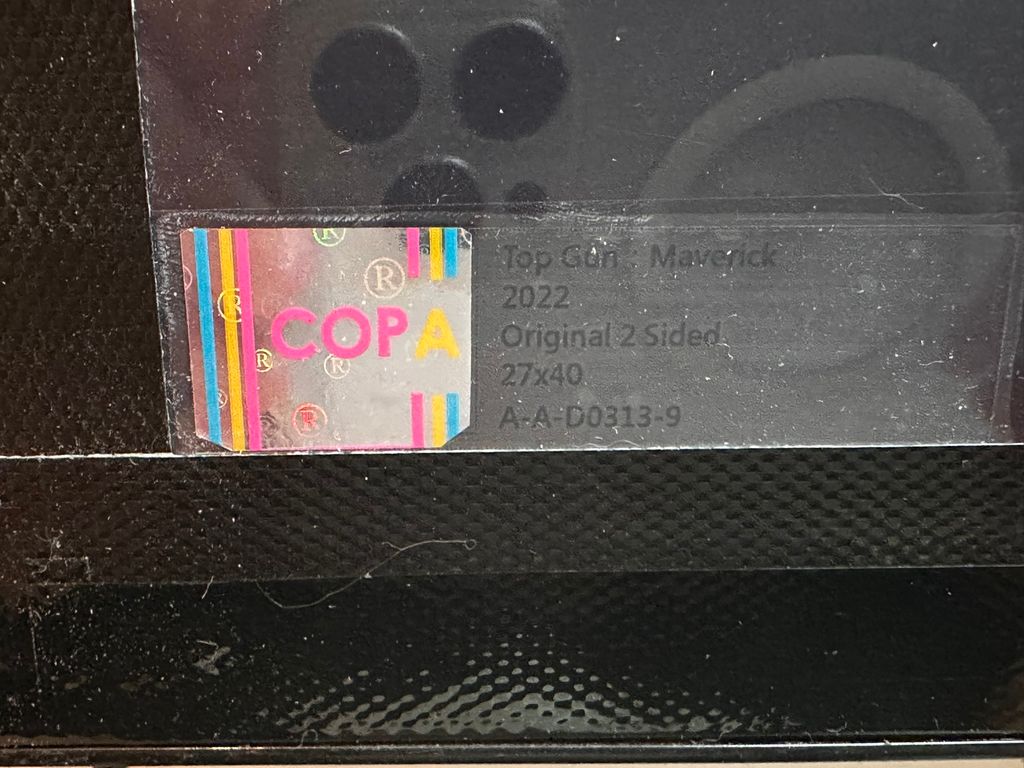 COPA
Top Gun : Maverick
2022
Original 2 Sided
27x40
A-A-D0313-9
®
®
®
®
®
®